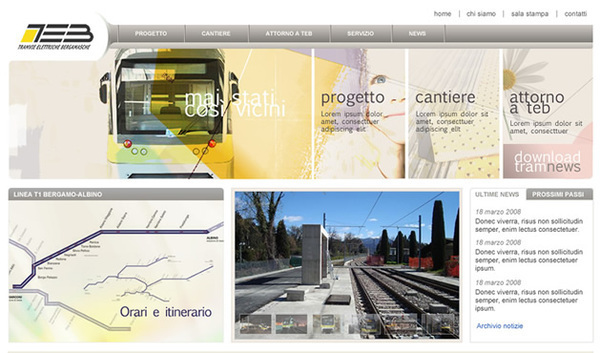 home | chi siamo | sala stampa | contatti
TEB
TRAMVIE ELETTRICHE BERGAMASCHE
PROGETTO
CANTIERE
ATTORNO A TEB
SERVIZIO
NEWS
mai stati
così vicini
progetto
Lorem ipsum dolor
sit amet, consectuer
adipiscing elit
cantiere
Lorem ipsum dolor
sit amet, consectetuer
adipiscing elit
attorno
a teb
Lorem ipsum dolor
sit amet, consectetuer
download
tramnews
LINEA T1 BERGAMO-ALBINO
ALBINO
Orari e itinerario
ULTIME NEWS
PROSSIMI PASSI
18 marzo 2008
Donec viverra, risus non sollicitudin
semper, enim lectus consectetuer.
18 marzo 2008
Donec viverra, risus non sollicitudin
semper, enim lectus consectetuer
ipsum.
18 marzo 2008
Donec viverra, risus non sollicitudin
semper, enim lectus consectetuer.
Archivio notizie